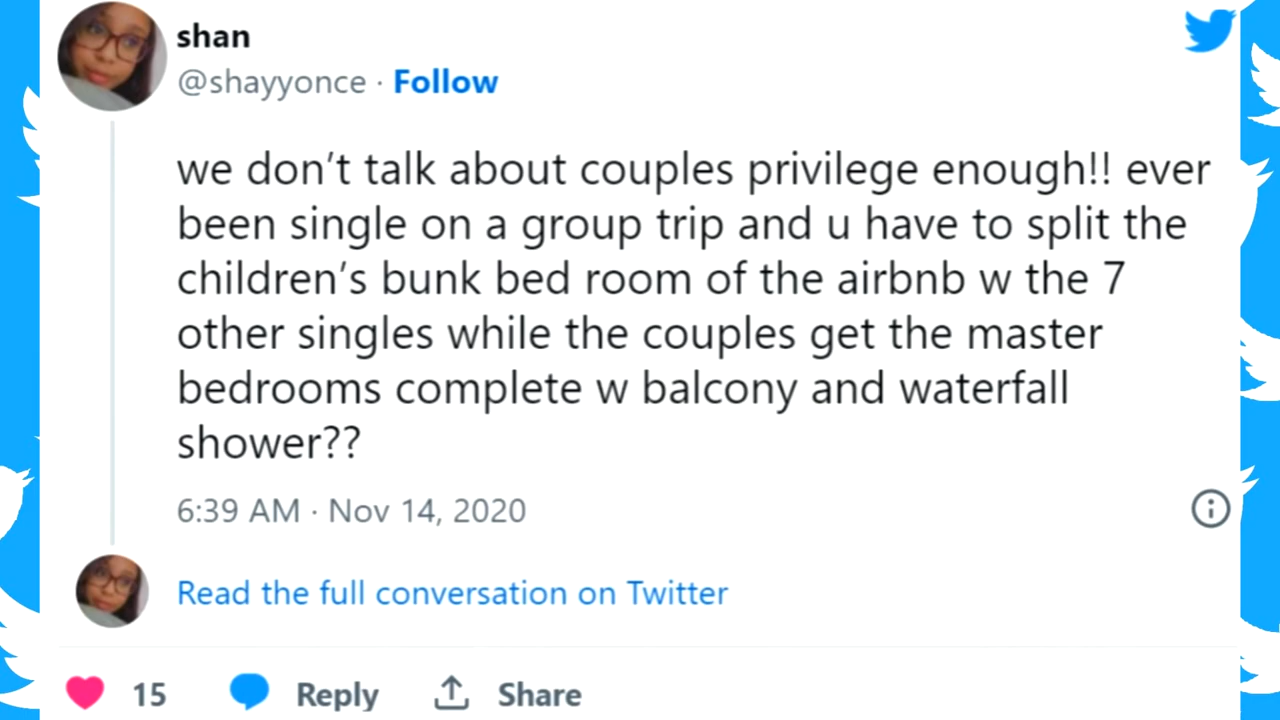 shan
@shayyonce · Follow
we don’t talk about couples privilege enough!! ever
been single on a group trip and u have to split the
children’s bunk bed room of the airbnb w the 7
other singles while the couples get the master
bedrooms complete w balcony and waterfall
shower??
6:39 AM · Nov 14, 2020
Read the full conversation on Twitter
15 Reply Share